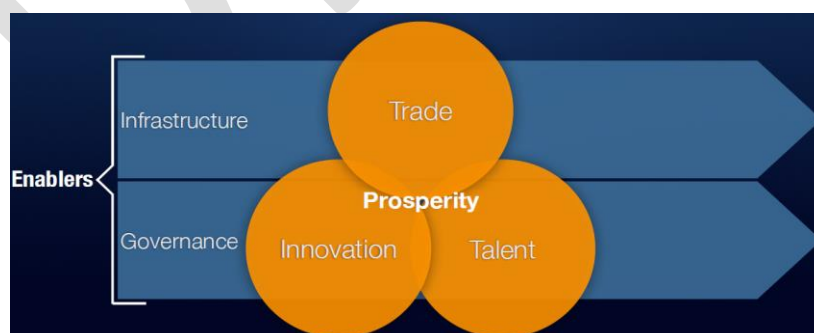 Trade
Infrastructure
Enablers
Prosperity
Governance
Innovation
Talent